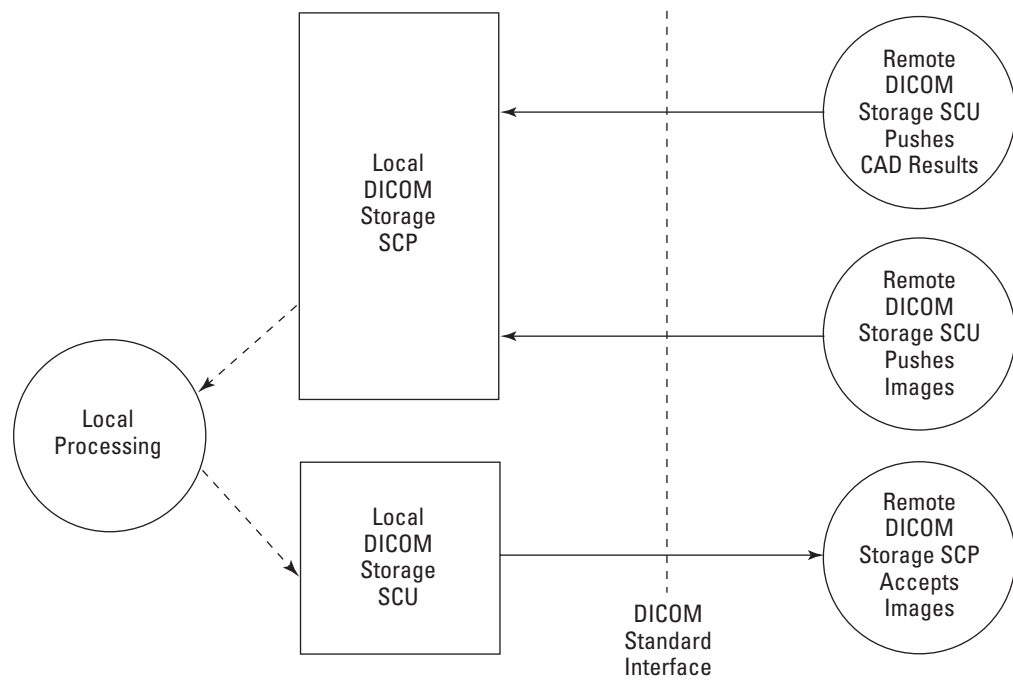 Local
DICOM
Storage
SCP
Remote
DICOM
Storage SCU
Pushes
CAD Results
Remote
DICOM
Storage SCU
Pushes
Images
Local
Processing
Local
DICOM
Storage
SCU
Remote
DICOM
Storage SCP
Accepts
Images
DICOM
Standard
Interface